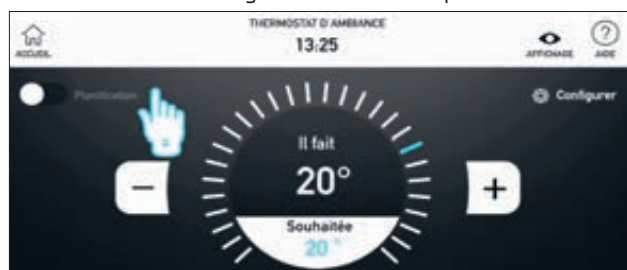 THERMOSTAT D'AMBIANCE
13:25
ACCUEIL
AFFICHAGE
AIDE
Planification
Configurer
Il fait
20°
Souhaitée
20°